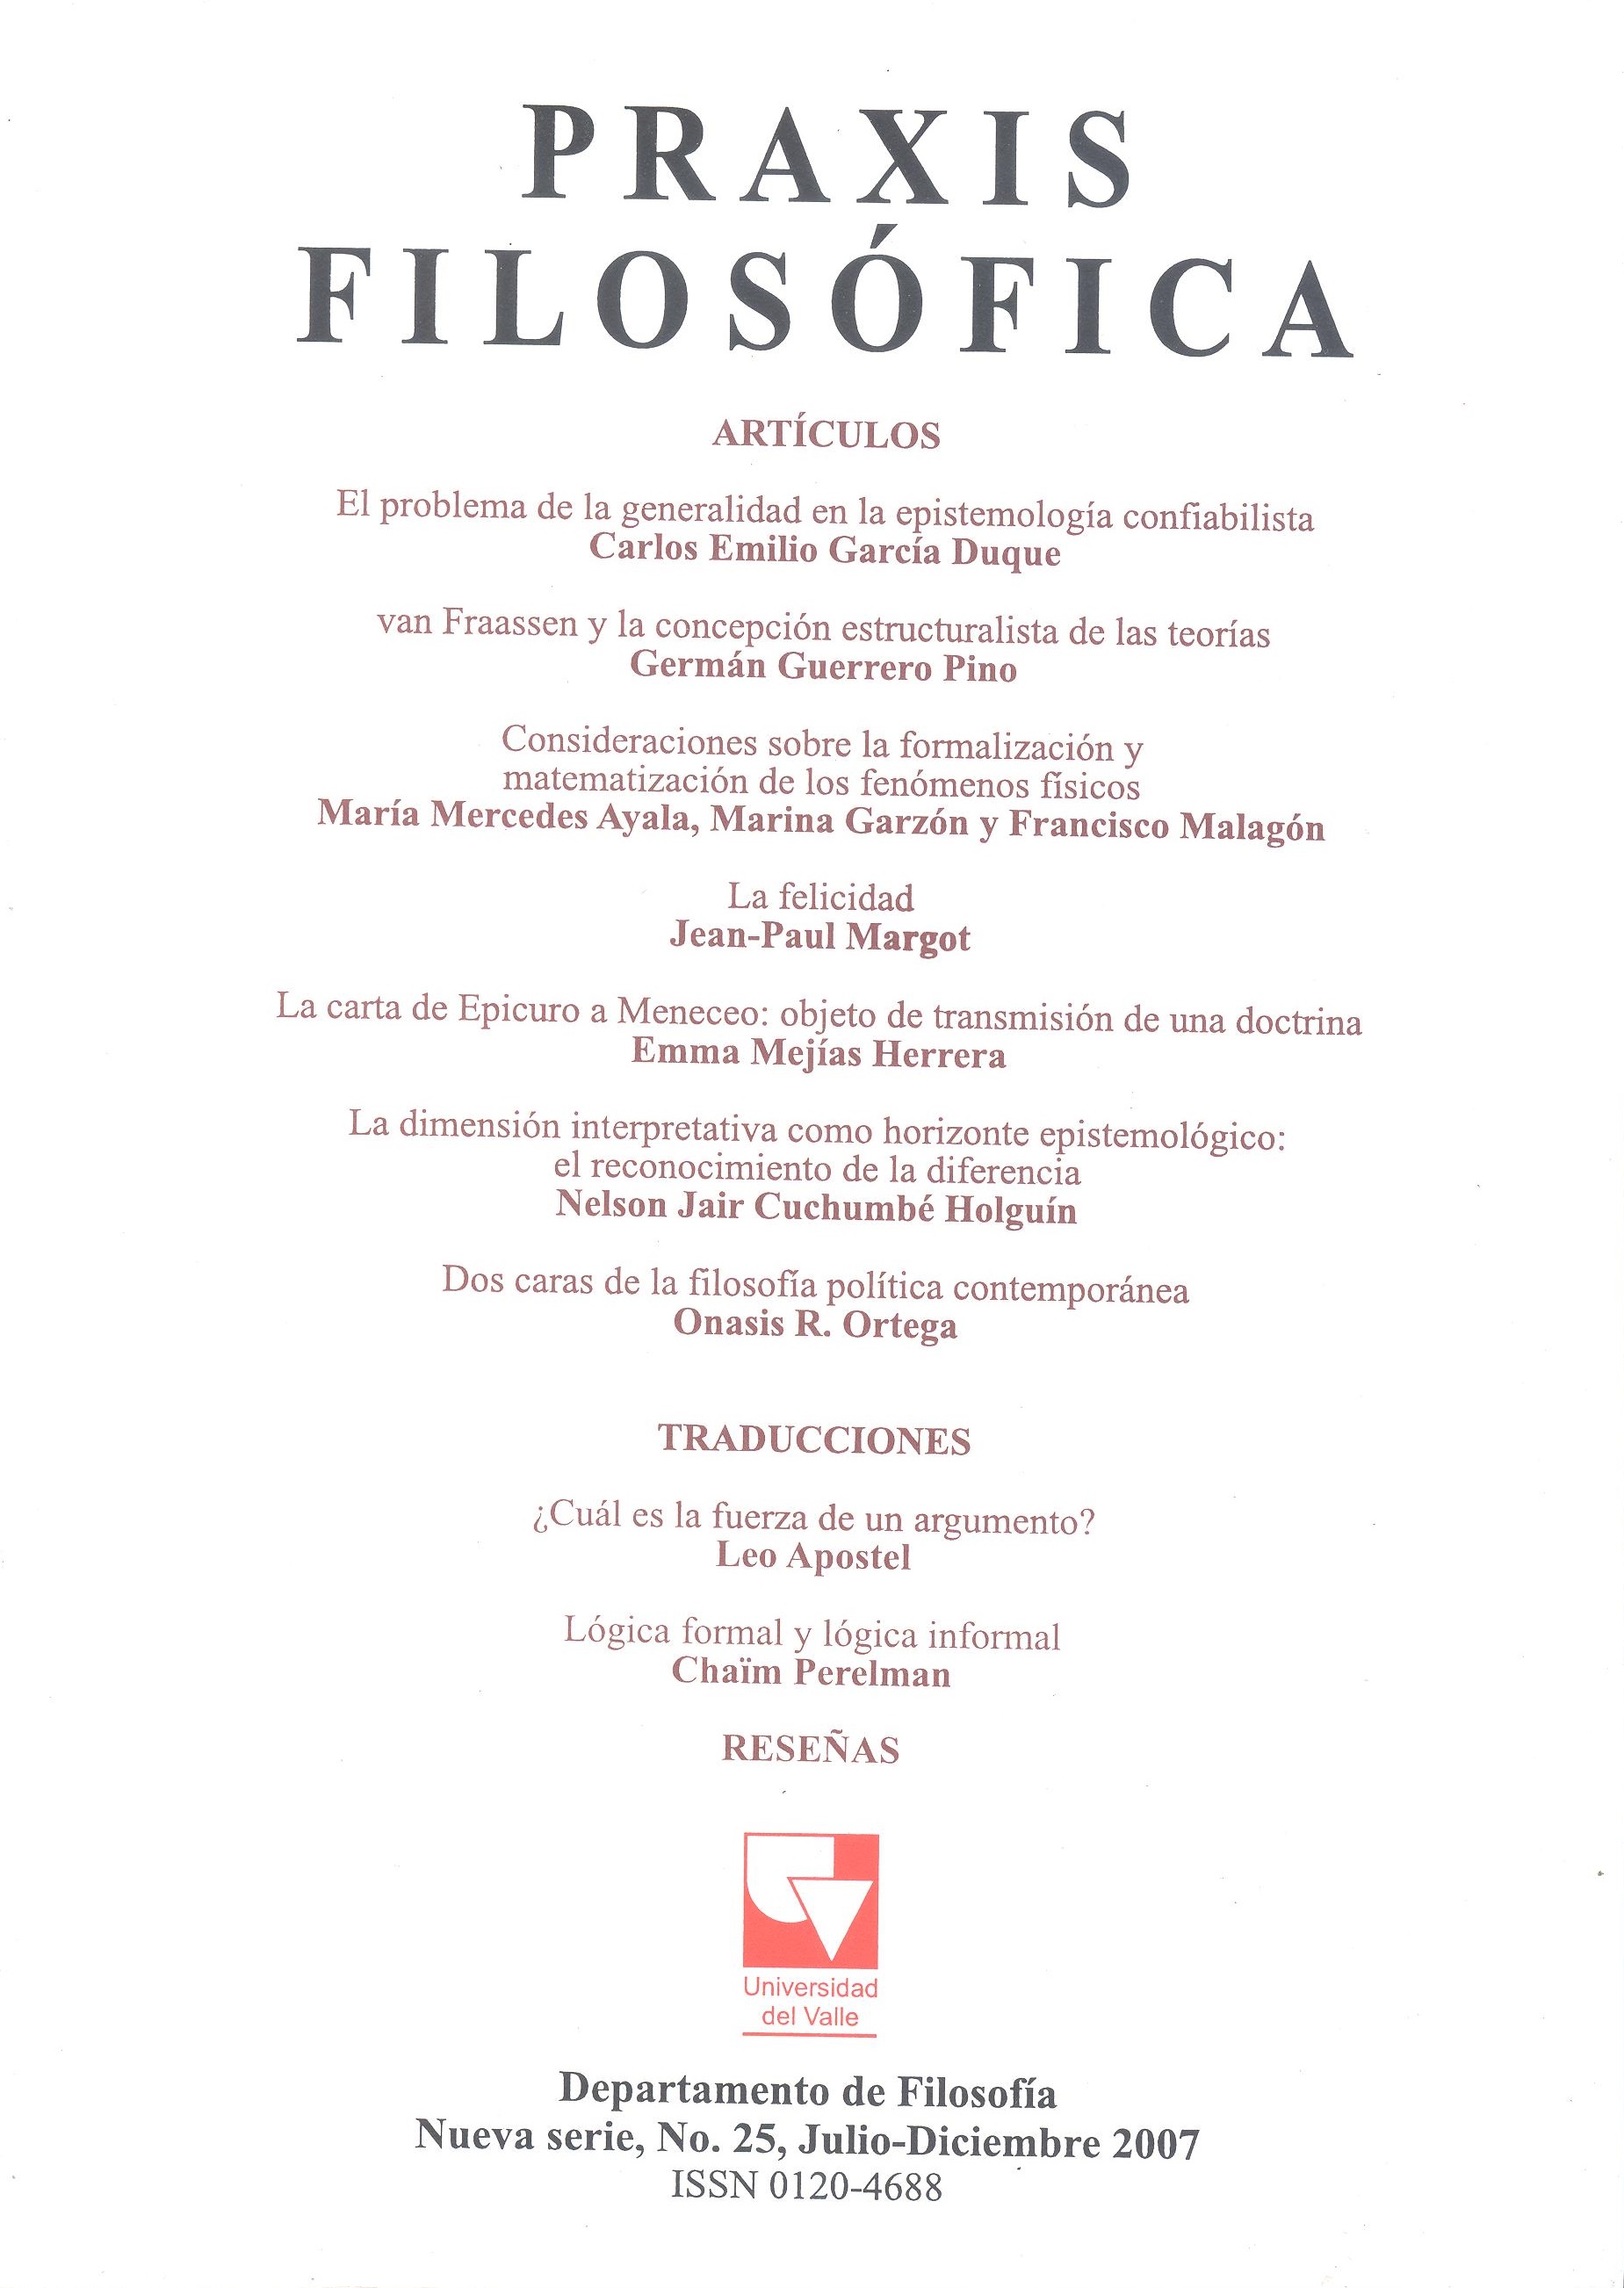 PRAXIS
FILOSÓFICA
ARTÍCULOS
El problema de la generalidad en la epistemología confiabilista
Carlos Emilio García Duque
van Fraassen y la concepción estructuralista de las teorías
Germán Guerrero Pino
Consideraciones sobre la formalización y
matematización de los fenómenos físicos
María Mercedes Ayala, Marina Garzón y Francisco Malagón
La felicidad
Jean-Paul Margot
La carta de Epicuro a Meneceo: objeto de transmisión de una doctrina
Emma Mejías Herrera
La dimensión interpretativa como horizonte epistemológico:
el reconocimiento de la diferencia
Nelson Jair Cuchumbé Holguín
Dos caras de la filosofía política contemporánea
Onasis R. Ortega
TRADUCCIONES
¿Cuál es la fuerza de un argumento?
Leo Apostel
Lógica formal y lógica informal
Chaïm Perelman
RESEÑAS
Universidad
del Valle
Departamento de Filosofía
Nueva serie, No. 25, Julio-Diciembre 2007
ISSN 0120-4688